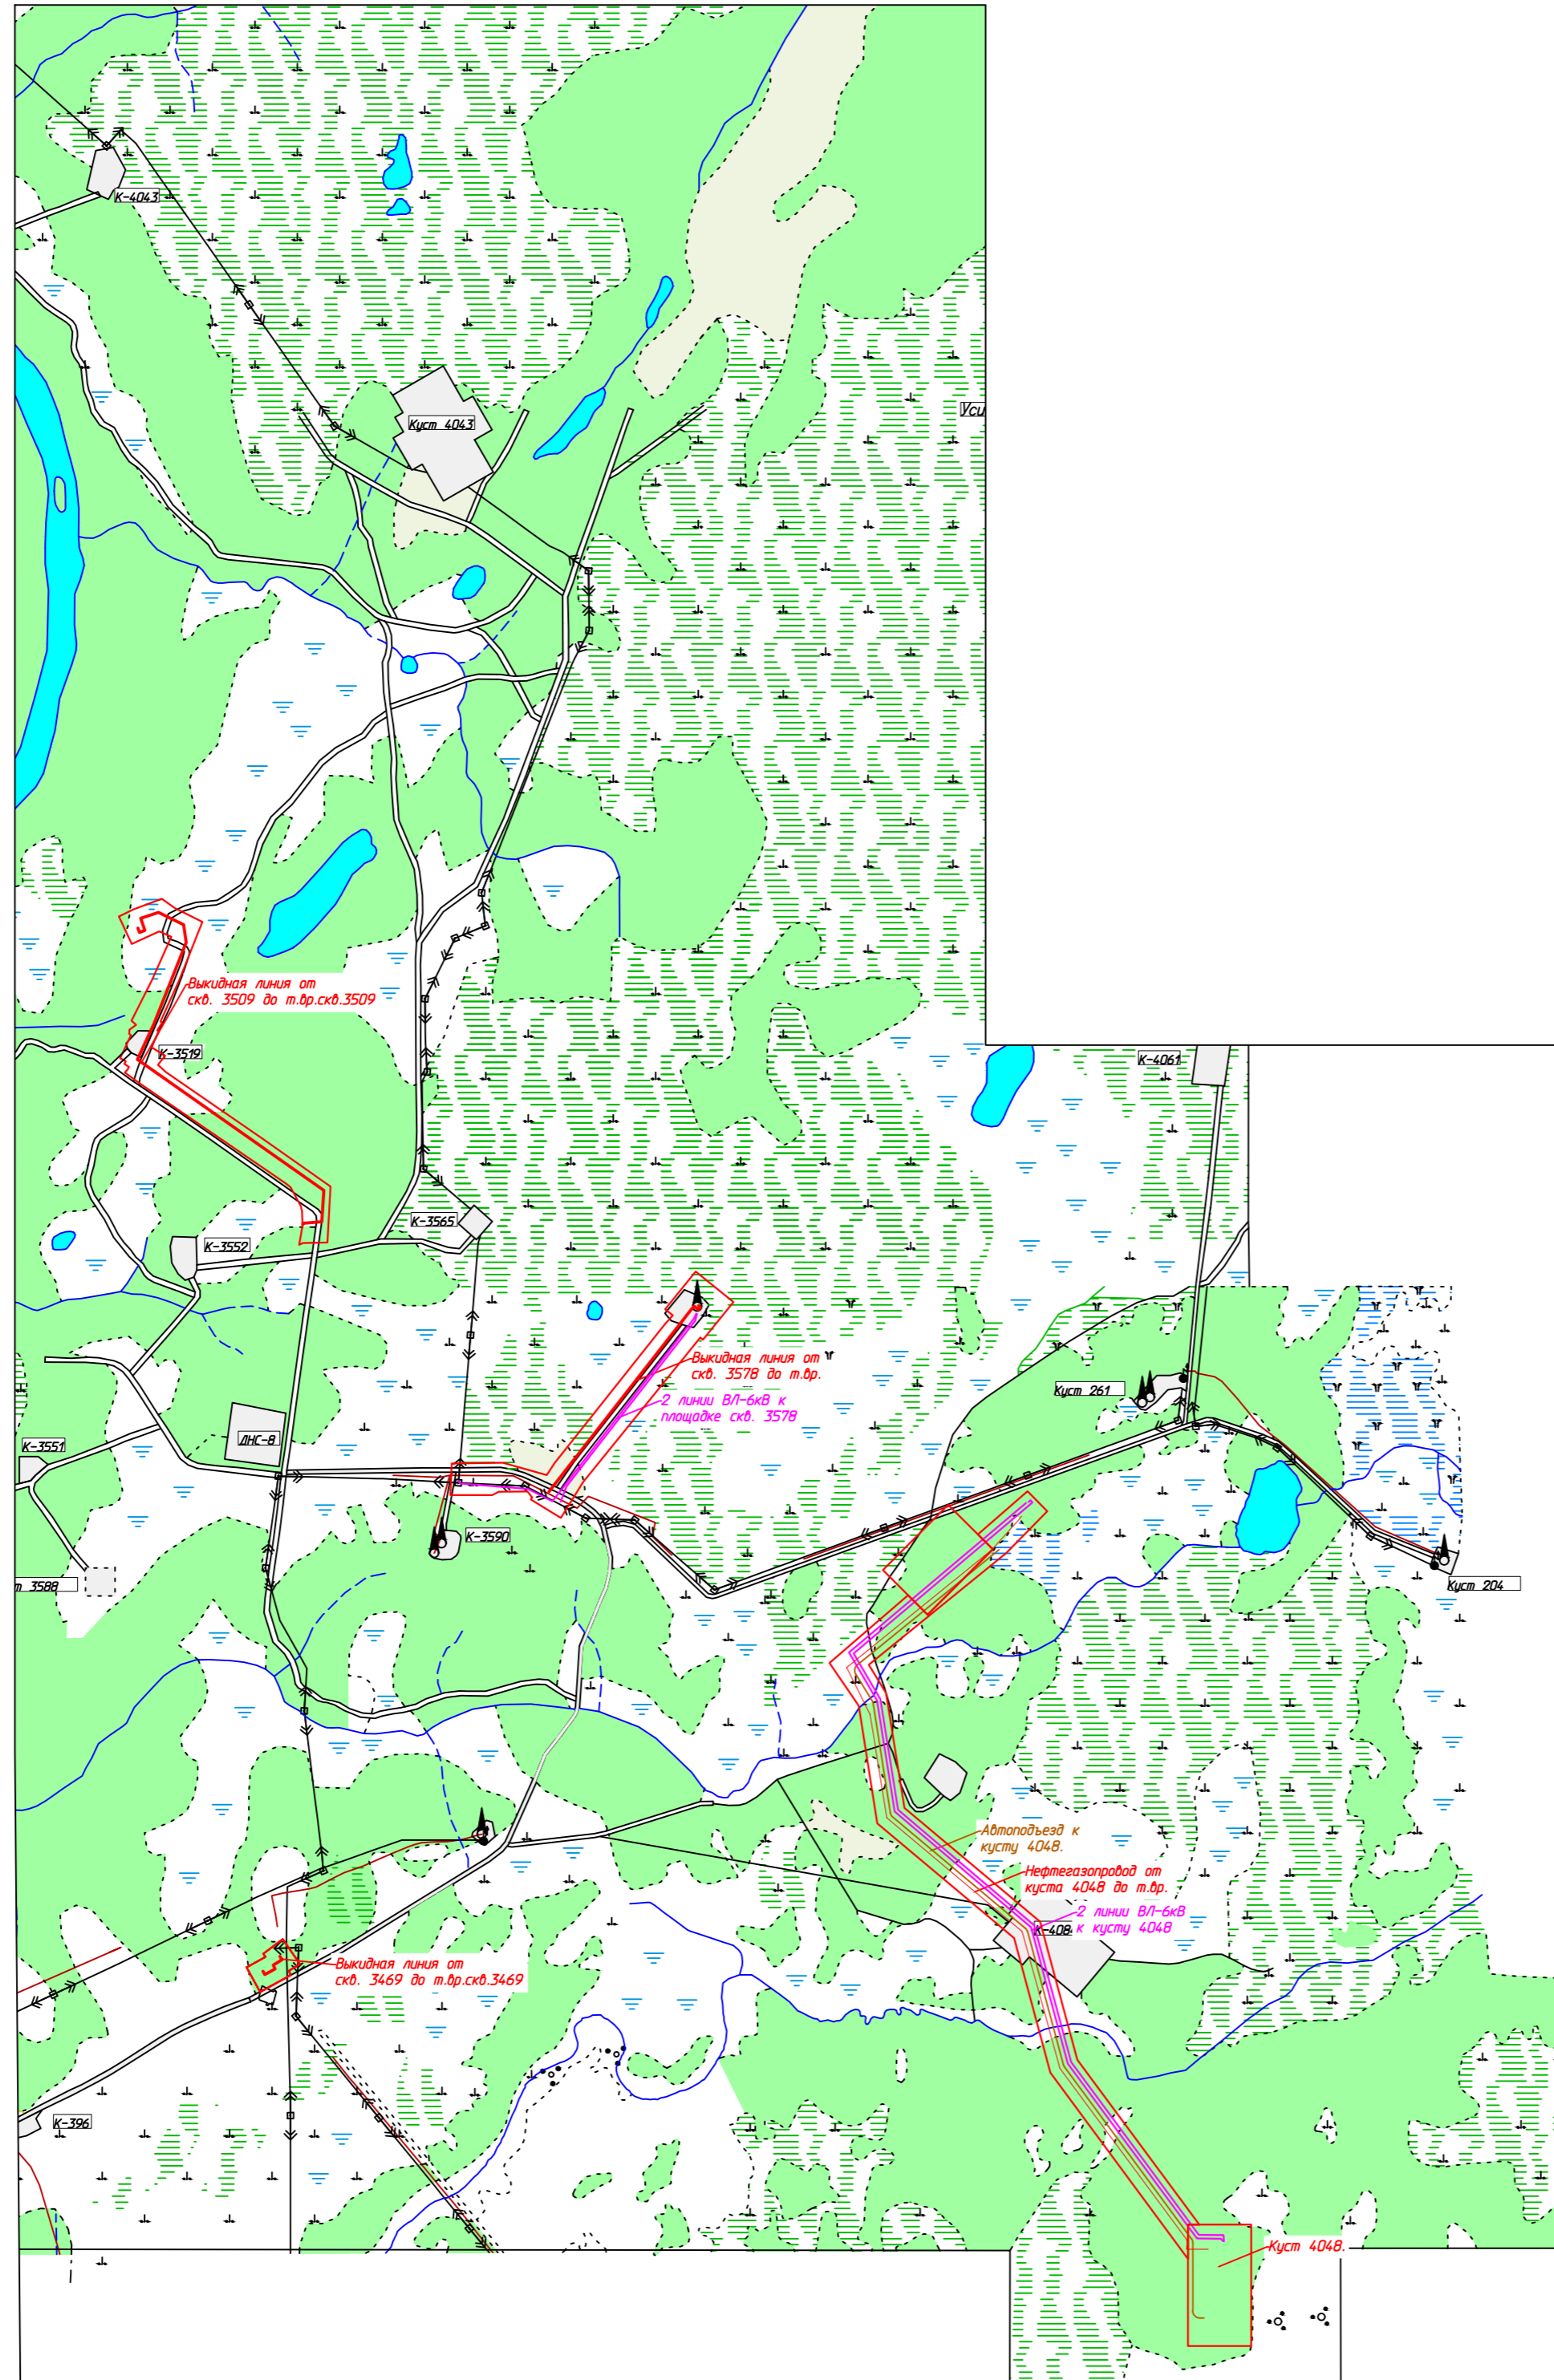 К-4043
Куст 4043
Уси
Выкидная линия от
скв. 3509 до т.вр.скв.3509
К-3519
К-4061
К-3565
К-3552
Выкидная линия от
скв. 3578 до т.вр.
2 линии ВЛ-6кВ к
площадке скв. 3578
Куст 261
К-3551
ДНС-8
К-3590
т 3588
Куст 204
Автоподъезд к
кусту 4048.
Нефтегазопровод от
куста 4048 до т.вр.
2 линии ВЛ-6кВ
к кусту 4048
К-408
Выкидная линия от
скв. 3469 до т.вр.скв.3469
К-396
Куст 4048.